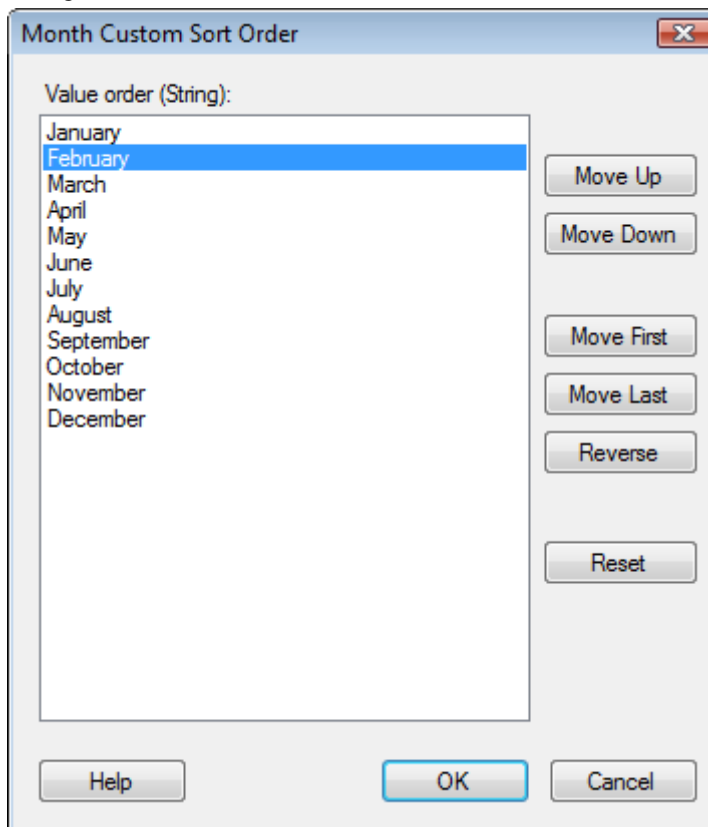 Month Custom Sort Order
Value order (String):
January
February
March
April
May
June
July
August
September
October
November
December
Move Up
Move Down
Move First
Move Last
Reverse
Reset
Help
OK
Cancel